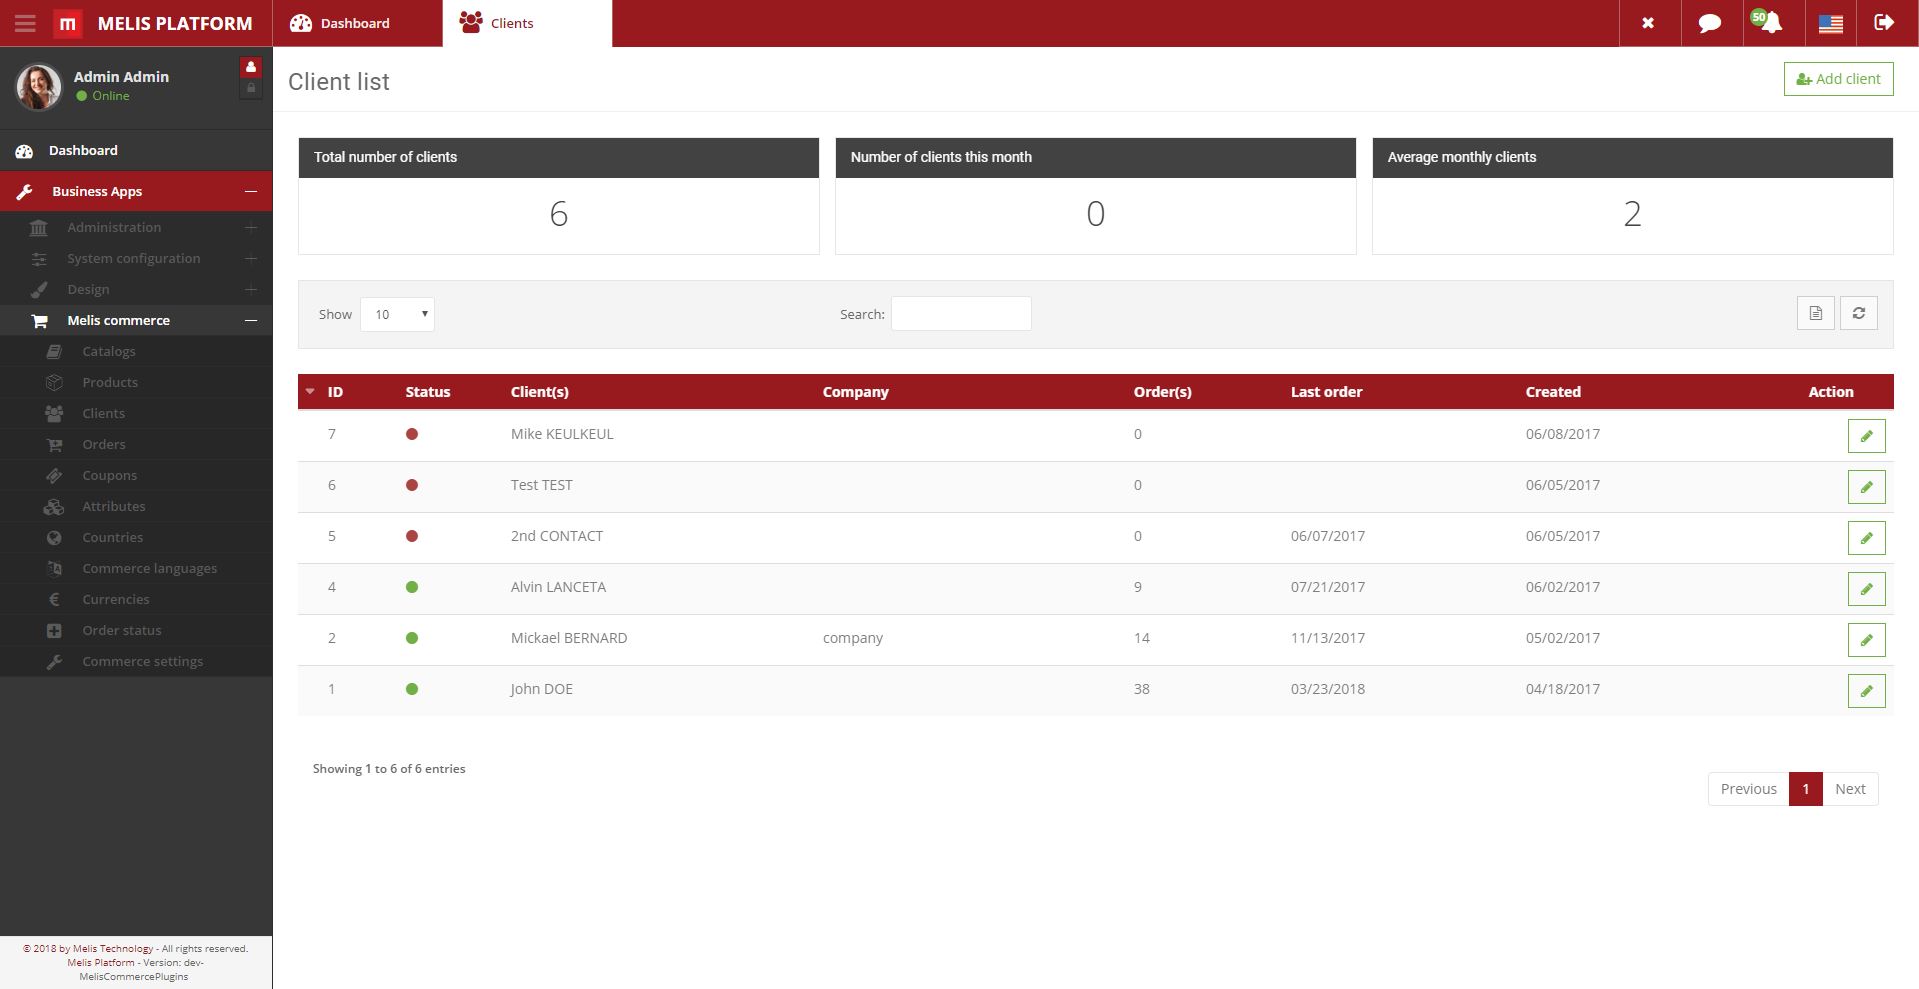 m MELIS PLATFORM
Dashboard
Clients
50
Admin Admin
Online
Dashboard
Business Apps
Administration
System configuration
Design
Melis commerce
Catalogs
Products
Clients
Orders
Coupons
Attributes
Countries
Commerce languages
Currencies
Order status
Commerce settings
© 2018 by Melis Technology - All rights reserved.
Melis Platform - Version: dev-
MelisCommercePlugins
Client list
Add client
Total number of clients
6
Number of clients this month
0
Average monthly clients
2
Show 10
Search:
ID Status Client(s) Company Order(s) Last order Created Action
7 Mike KEULKEUL 0 06/08/2017
6 Test TEST 0 06/05/2017
5 2nd CONTACT 0 06/07/2017 06/05/2017
4 Alvin LANCETA 9 07/21/2017 06/02/2017
2 Mickael BERNARD company 14 11/13/2017 05/02/2017
1 John DOE 38 03/23/2018 04/18/2017
Showing 1 to 6 of 6 entries
Previous 1 Next